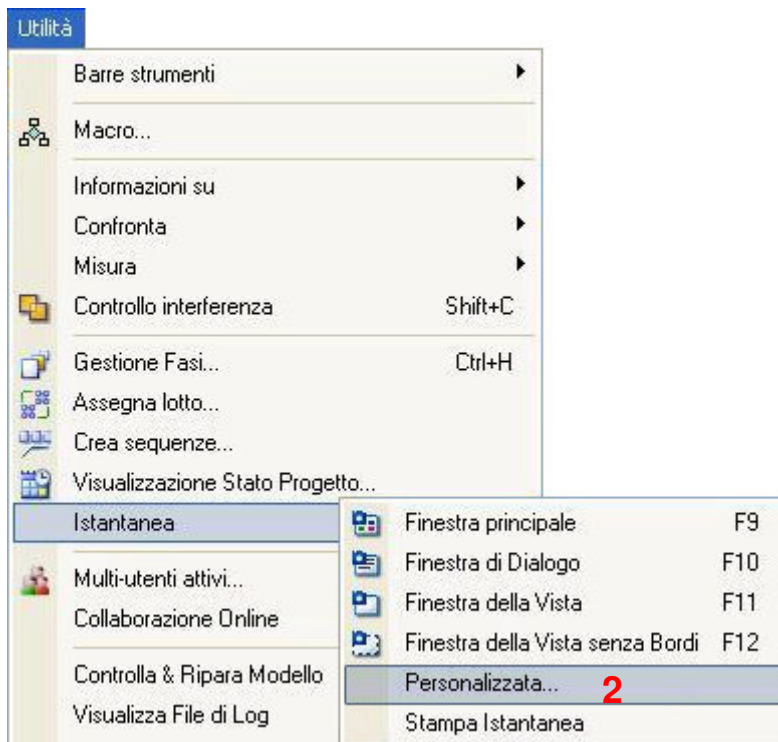 Utilità
Barre strumenti
Macro...
Informazioni su
Confronta
Misura
Controllo interferenza Shift+C
Gestione Fasi... Ctrl+H
Assegna lotto...
Crea sequenze...
Visualizzazione Stato Progetto...
Istantanea
Finestra principale F9
Finestra di Dialogo F10
Finestra della Vista F11
Finestra della Vista senza Bordi F12
Personalizzata... 2
Stampa Istantanea
Multi-utenti attivi...
Collaborazione Online
Controlla & Ripara Modello
Visualizza File di Log